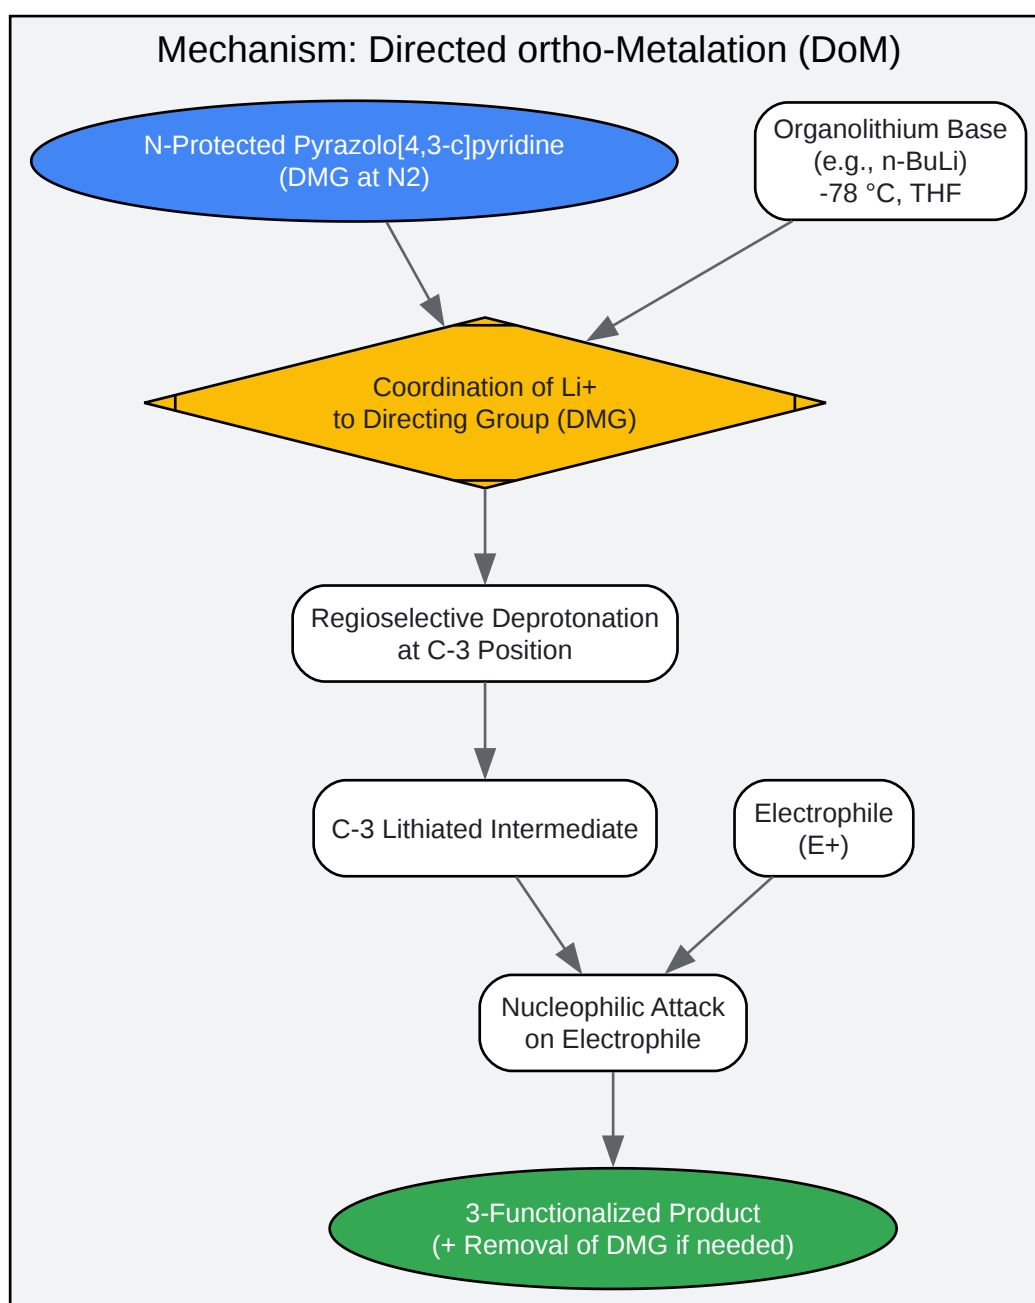 Mechanism: Directed ortho-Metalation (DoM)
N-Protected Pyrazolo[4,3-c]pyridine
(DMG at N2)
Organolithium Base
(e.g., n-BuLi)
-78 °C, THF
Coordination of Li+
to Directing Group (DMG)
Regioselective Deprotonation
at C-3 Position
C-3 Lithiated Intermediate
Electrophile
(E+)
Nucleophilic Attack
on Electrophile
3-Functionalized Product
(+ Removal of DMG if needed)